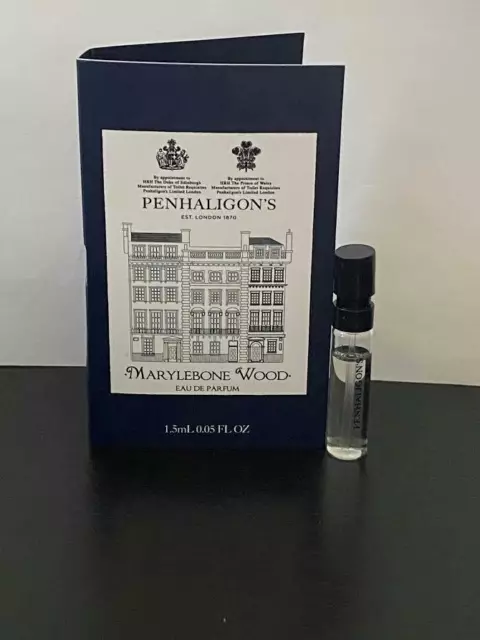 By appointment to
HRH The Duke of Edinburgh
Manufacturers of Toilet Requisites
Penhaligon's Limited London
By appointment to
HRH The Prince of Wales
Manufacturers of Toilet Requisites
Penhaligon's Limited London
PENHALIGON'S
EST. LONDON 1870
MARYLEBONE WOOD
EAU DE PARFUM
1.5mL 0.05 FL OZ
PENHALIGON'S